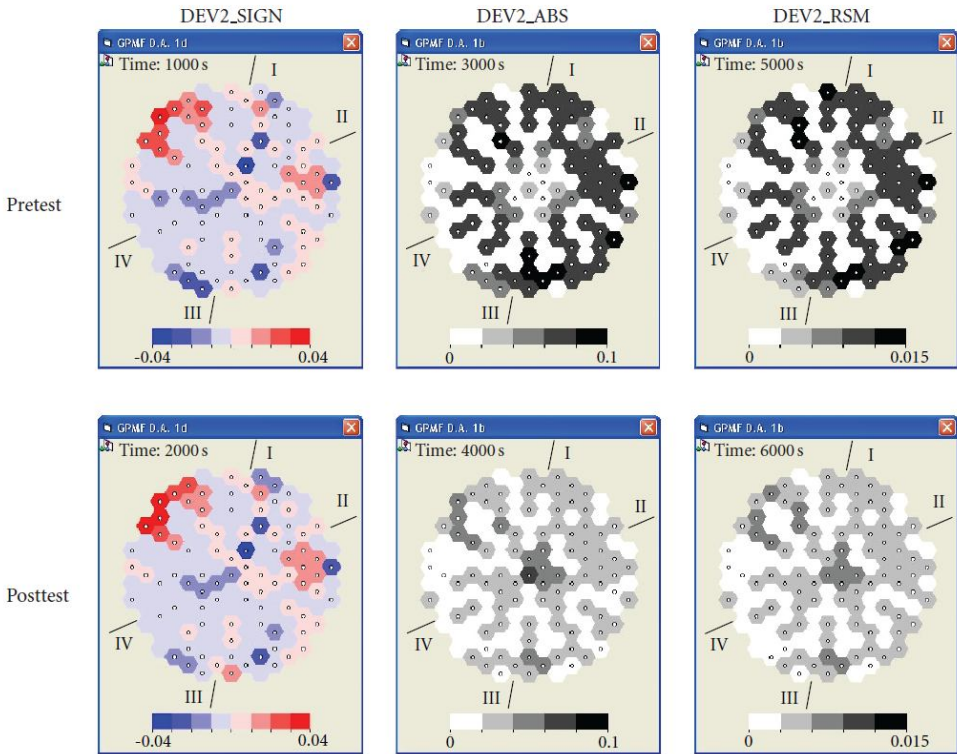 DEV2_SIGN DEV2_ABS DEV2_RSM
GPMF D.A. 1d GPMF D.A. 1b GPMF D.A. 1b
Time: 1000 s Time: 3000 s Time: 5000 s
I I I
II II II
Pretest
IV IV IV
III III III
-0.04 0.04 0 0.1 0 0.015
GPMF D.A. 1d GPMF D.A. 1b GPMF D.A. 1b
Time: 2000 s Time: 4000 s Time: 6000 s
I I I
II II II
Posttest
IV IV IV
III III III
-0.04 0.04 0 0.1 0 0.015